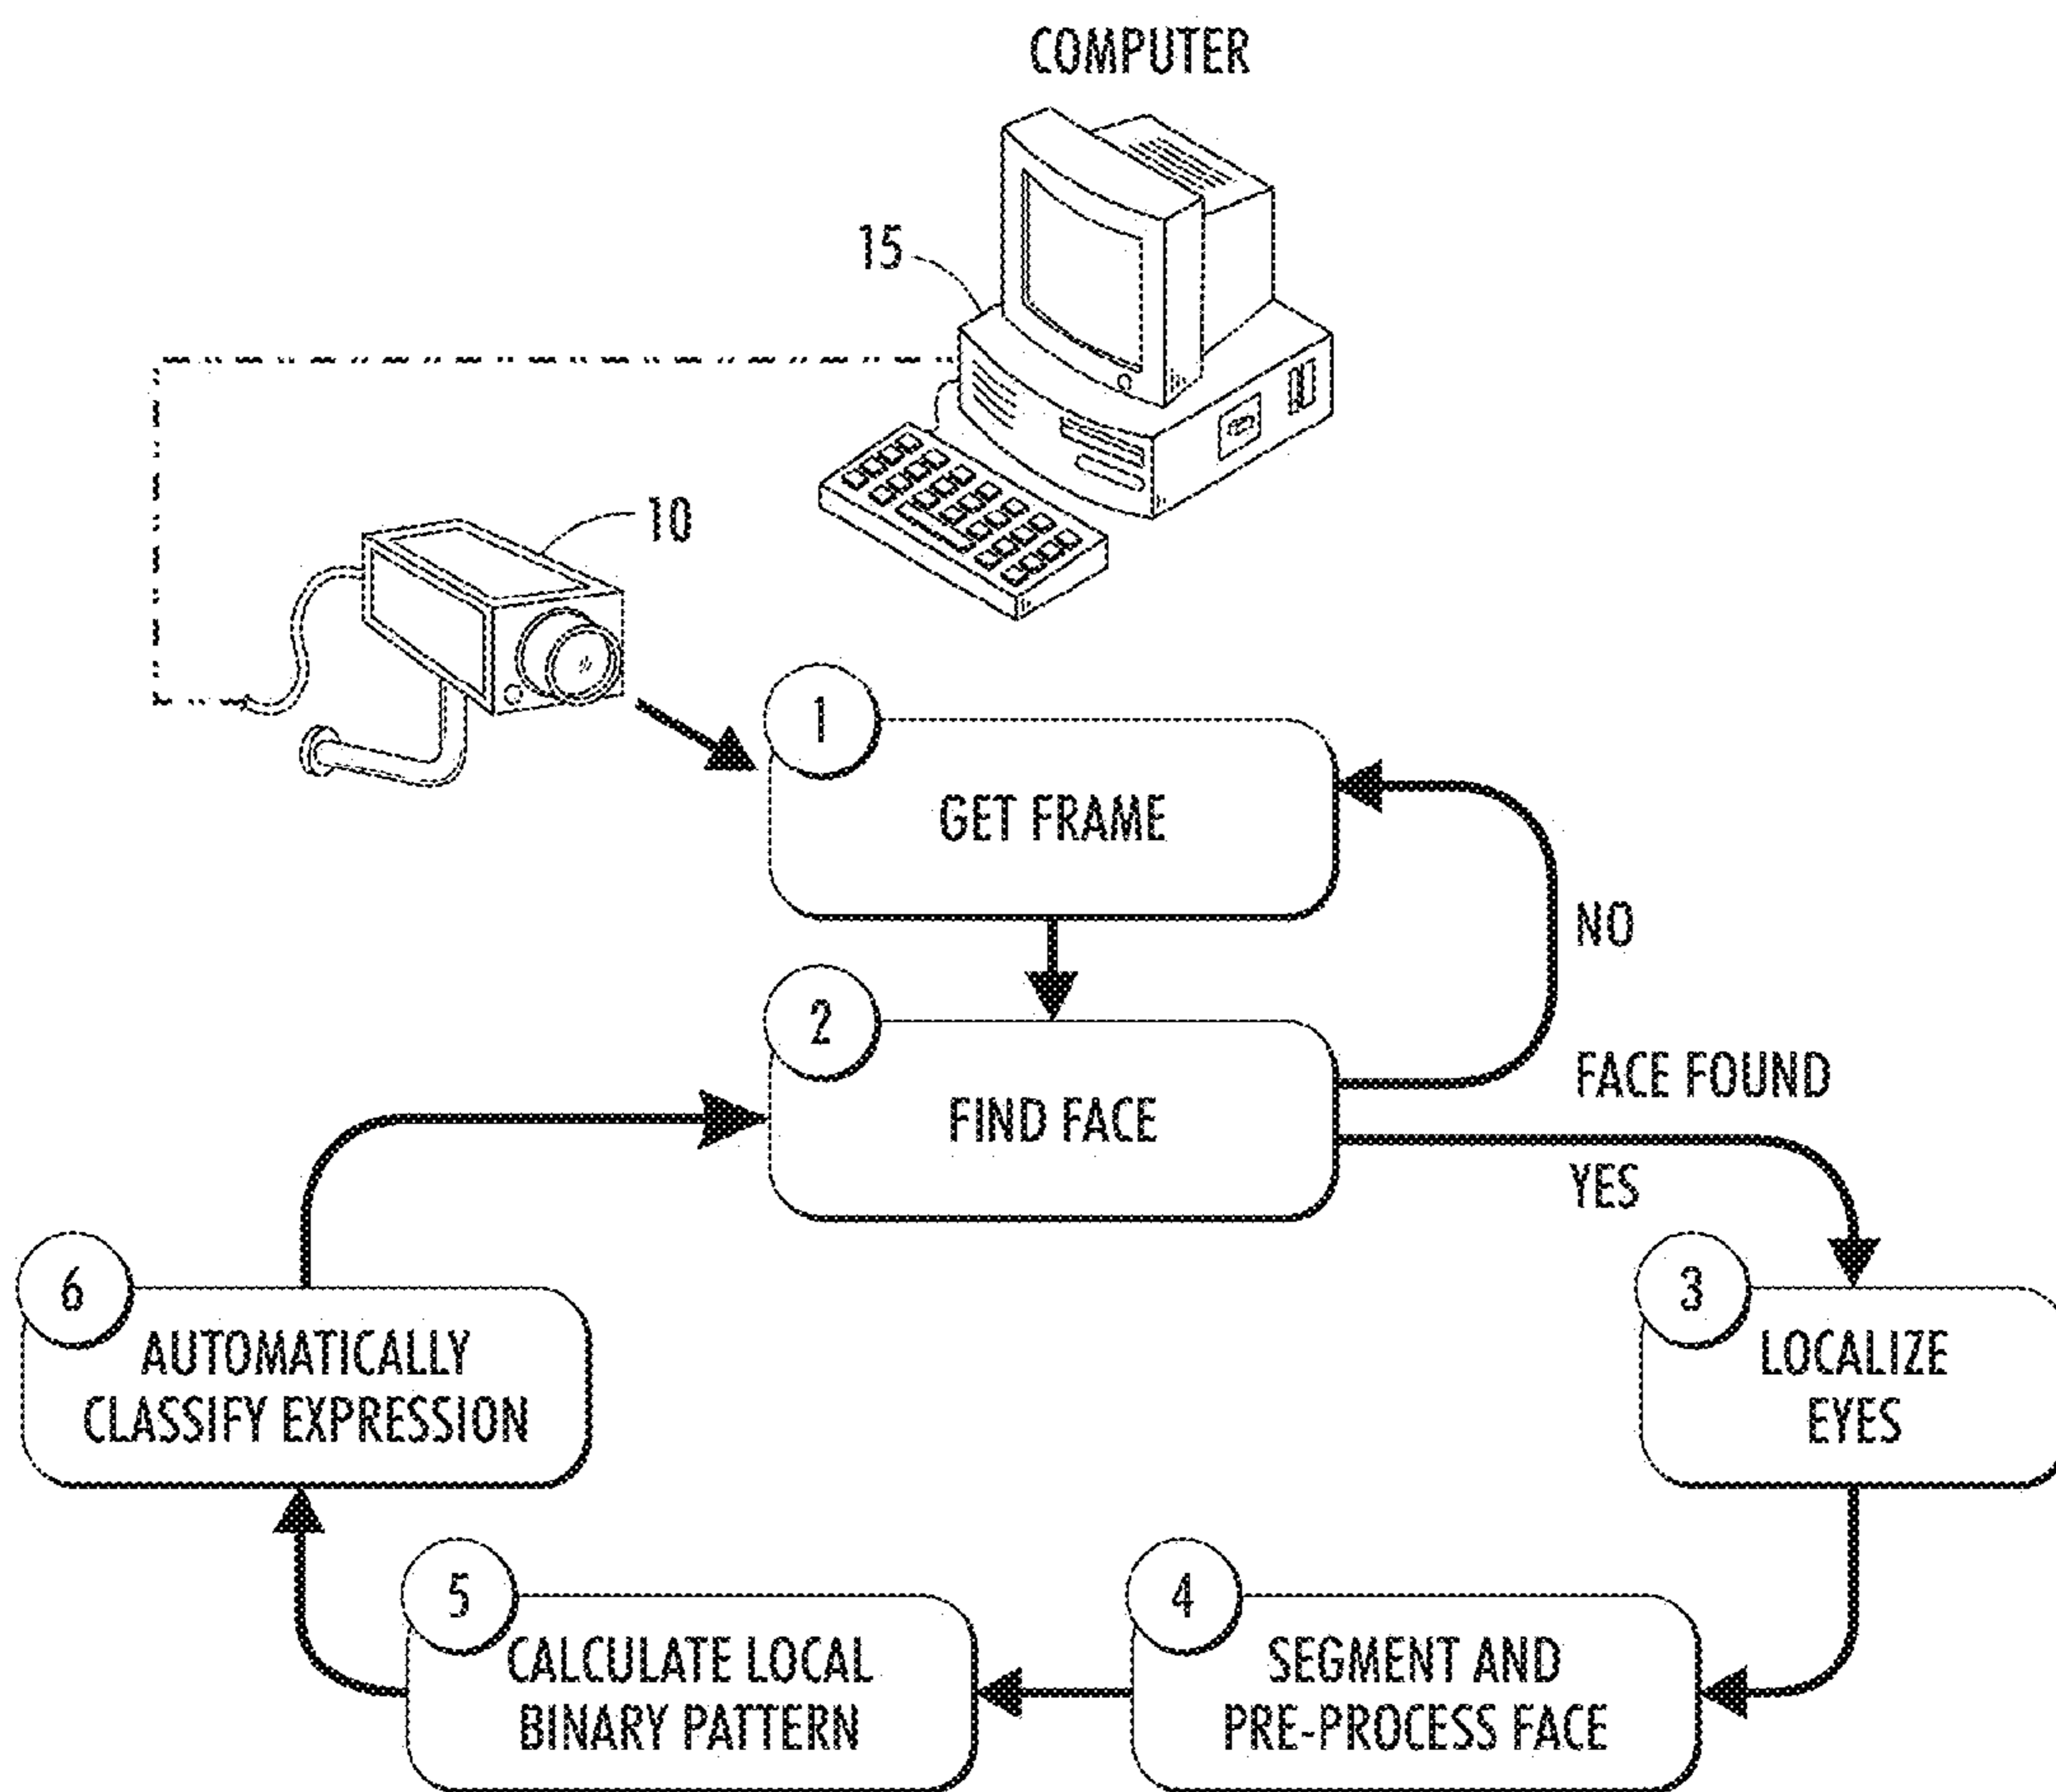 COMPUTER
15
10
1
GET FRAME
NO
2
FIND FACE
FACE FOUND
YES
3
LOCALIZE
EYES
6
AUTOMATICALLY
CLASSIFY EXPRESSION
5
CALCULATE LOCAL
BINARY PATTERN
4
SEGMENT AND
PRE-PROCESS FACE